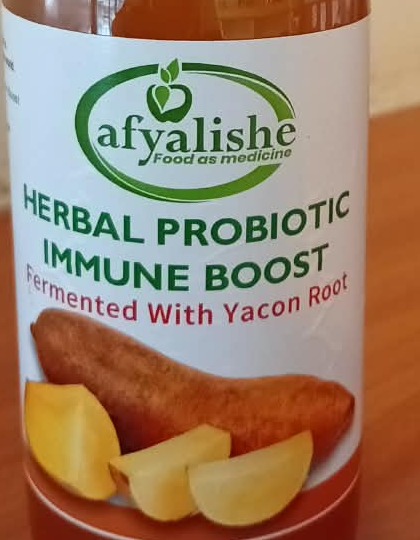 afyalishe
Food as medicine
HERBAL PROBIOTIC
IMMUNE BOOST
Fermented With Yacon Root